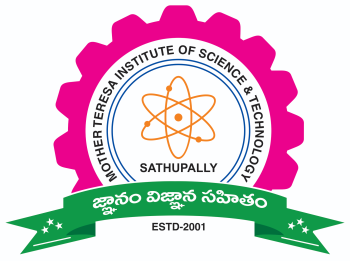 MOTHER TERESA INSTITUTE OF SCIENCE & TECHNOLOGY
SATHUPALLY
జ్ఞానం విజ్ఞాన సహితం
ESTD-2001